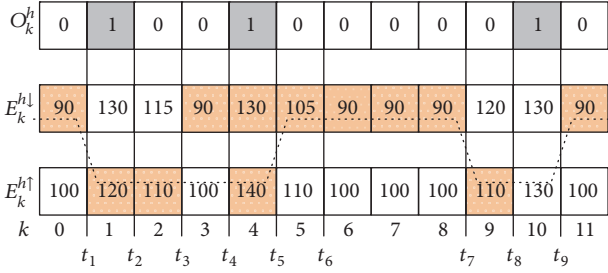 O_k^h 0 1 0 0 1 0 0 0 0 0 1 0
E_k^{h↓} 90 130 115 90 130 105 90 90 90 120 130 90
E_k^{h↑} 100 120 110 100 140 110 100 100 100 110 130 100
k 0 1 2 3 4 5 6 7 8 9 10 11
t_1 t_2 t_3 t_4 t_5 t_6 t_7 t_8 t_9